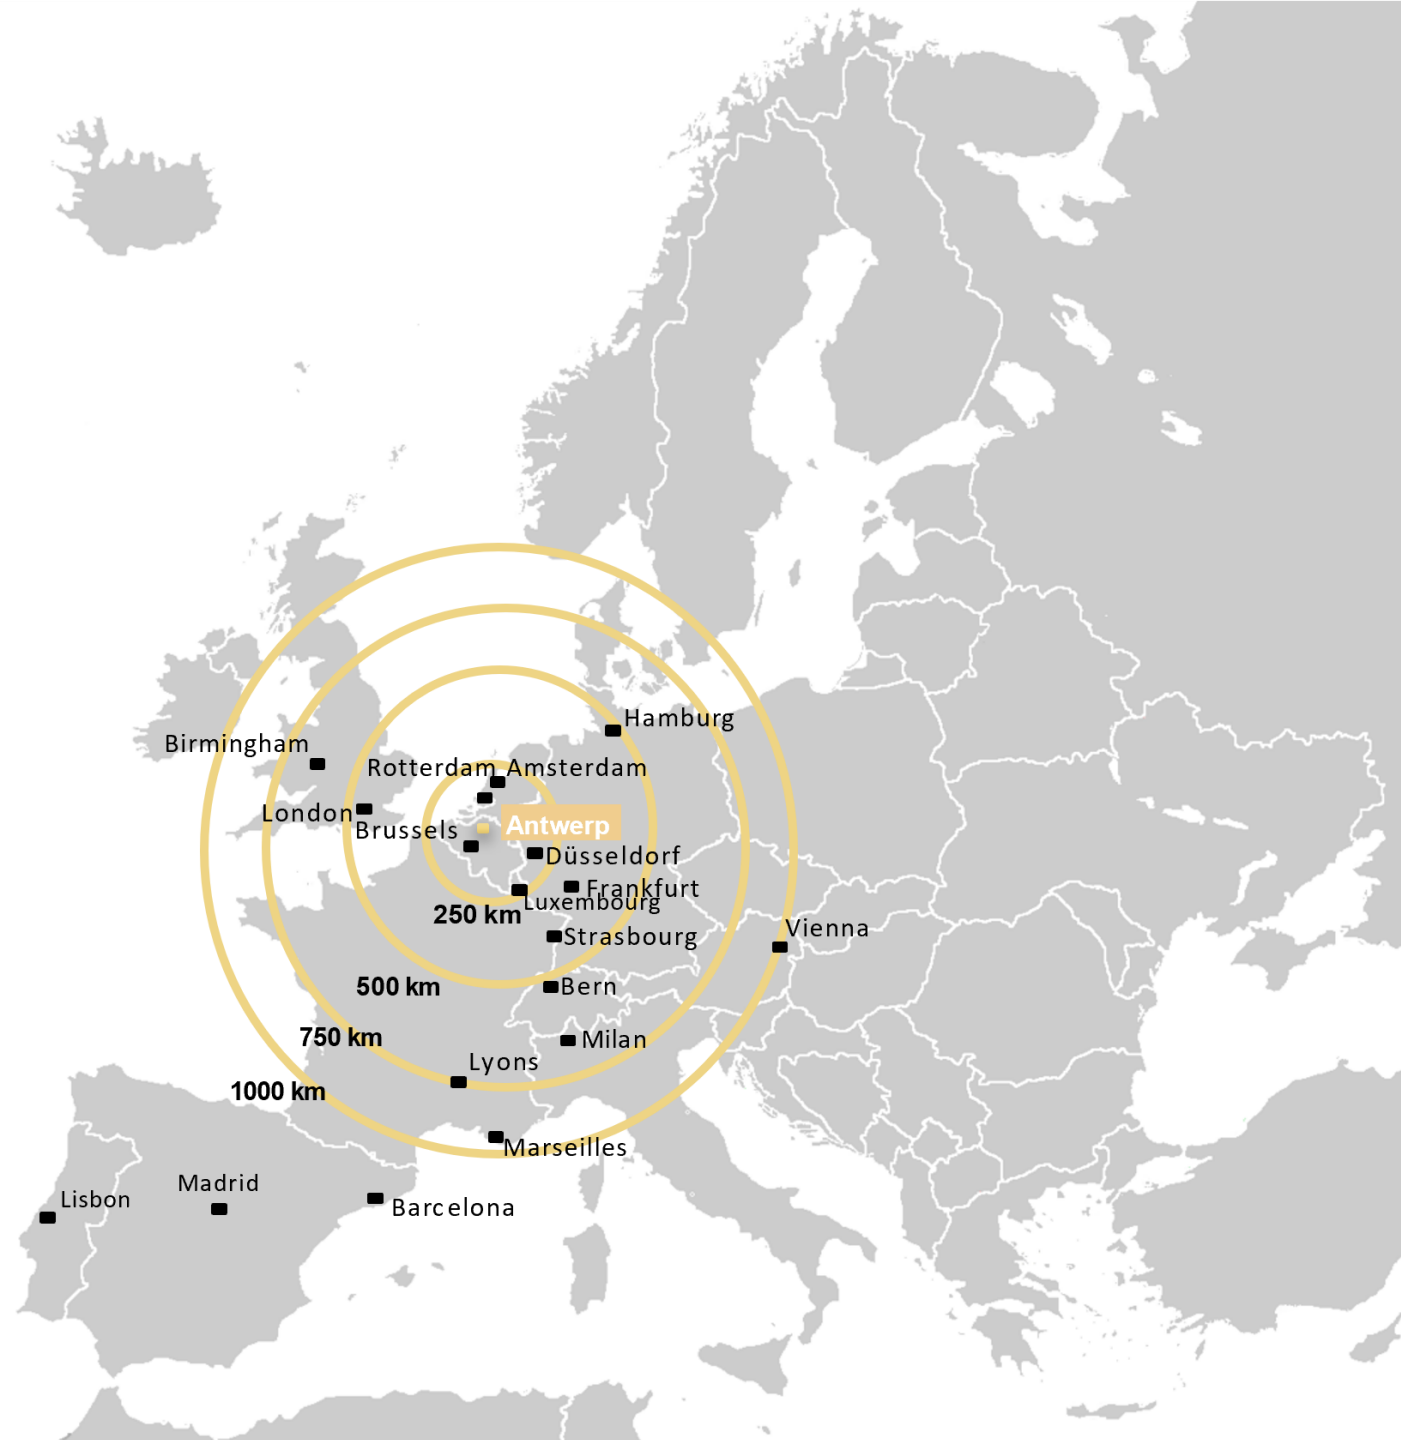 Hamburg
Birmingham
Rotterdam
Amsterdam
London
Brussels
Antwerp
Düsseldorf
Frankfurt
Luxembourg
250 km
Vienna
Strasbourg
500 km
Bern
750 km
Milan
Lyons
1000 km
Marseilles
Madrid
Lisbon
Barcelona